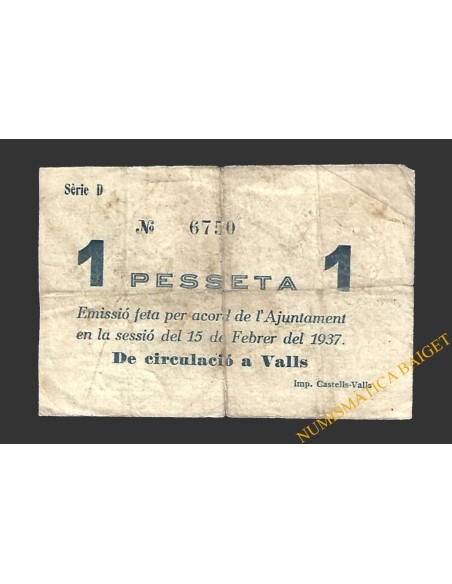 Sèrie D
№ 6750
1 PESSETA 1
Emissió feta per acord de l'Ajuntament
en la sessió del 15 de Febrer del 1937.
De circulació a Valls
Imp. Castells-Valls
NUMISMÀTICA BAIGET